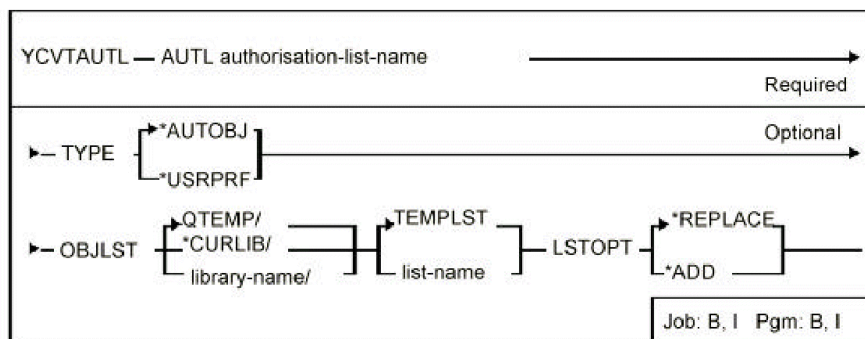 YCVTAUTL — AUTL authorisation-list-name
Required
*AUTOBJ
Optional
TYPE
*USRPRF
QTEMP/
TEMPLST
*REPLACE
OBJLST
*CURLIB/
LSTOPT
library-name/
list-name
*ADD
Job: B, I Pgm: B, I